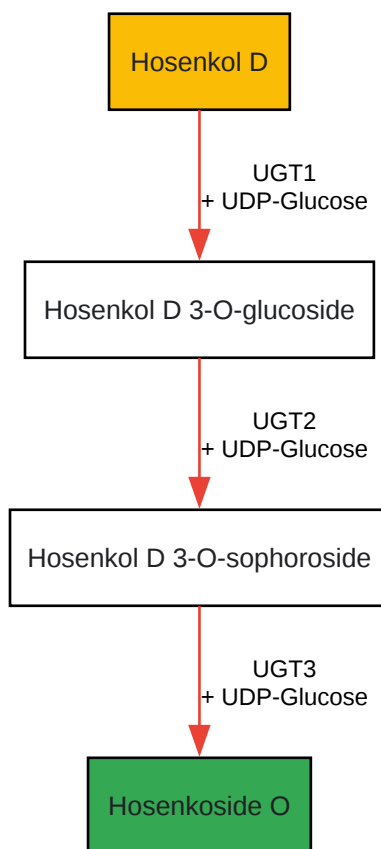 Hosenkol D
UGT1
+ UDP-Glucose
Hosenkol D 3-O-glucoside
UGT2
+ UDP-Glucose
Hosenkol D 3-O-sophoroside
UGT3
+ UDP-Glucose
Hosenkoside O